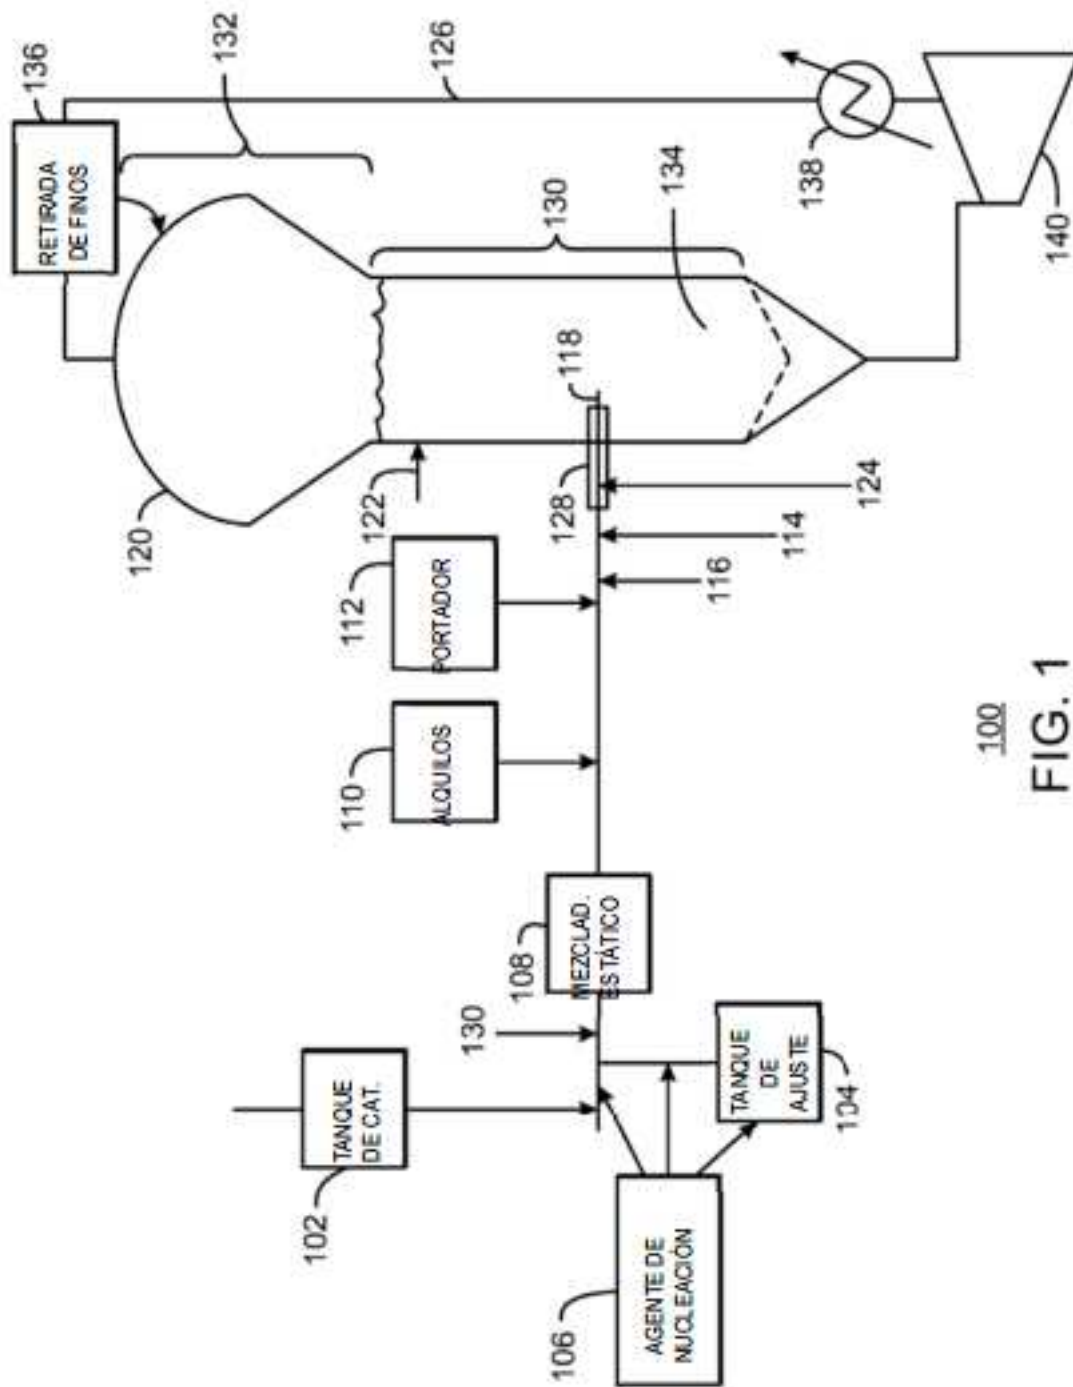 136
RETIRADA
DE FINOS
132
120
126
102
TANQUE
DE CAT.
110
ALQUILOS
112
PORTADOR
122
130
130
108
MEZCLAD.
ESTÁTICO
128
118
134
106
AGENTE DE
NUCLEACIÓN
TANQUE
DE
AJUSTE
104
116
114
124
138
140
100
FIG. 1